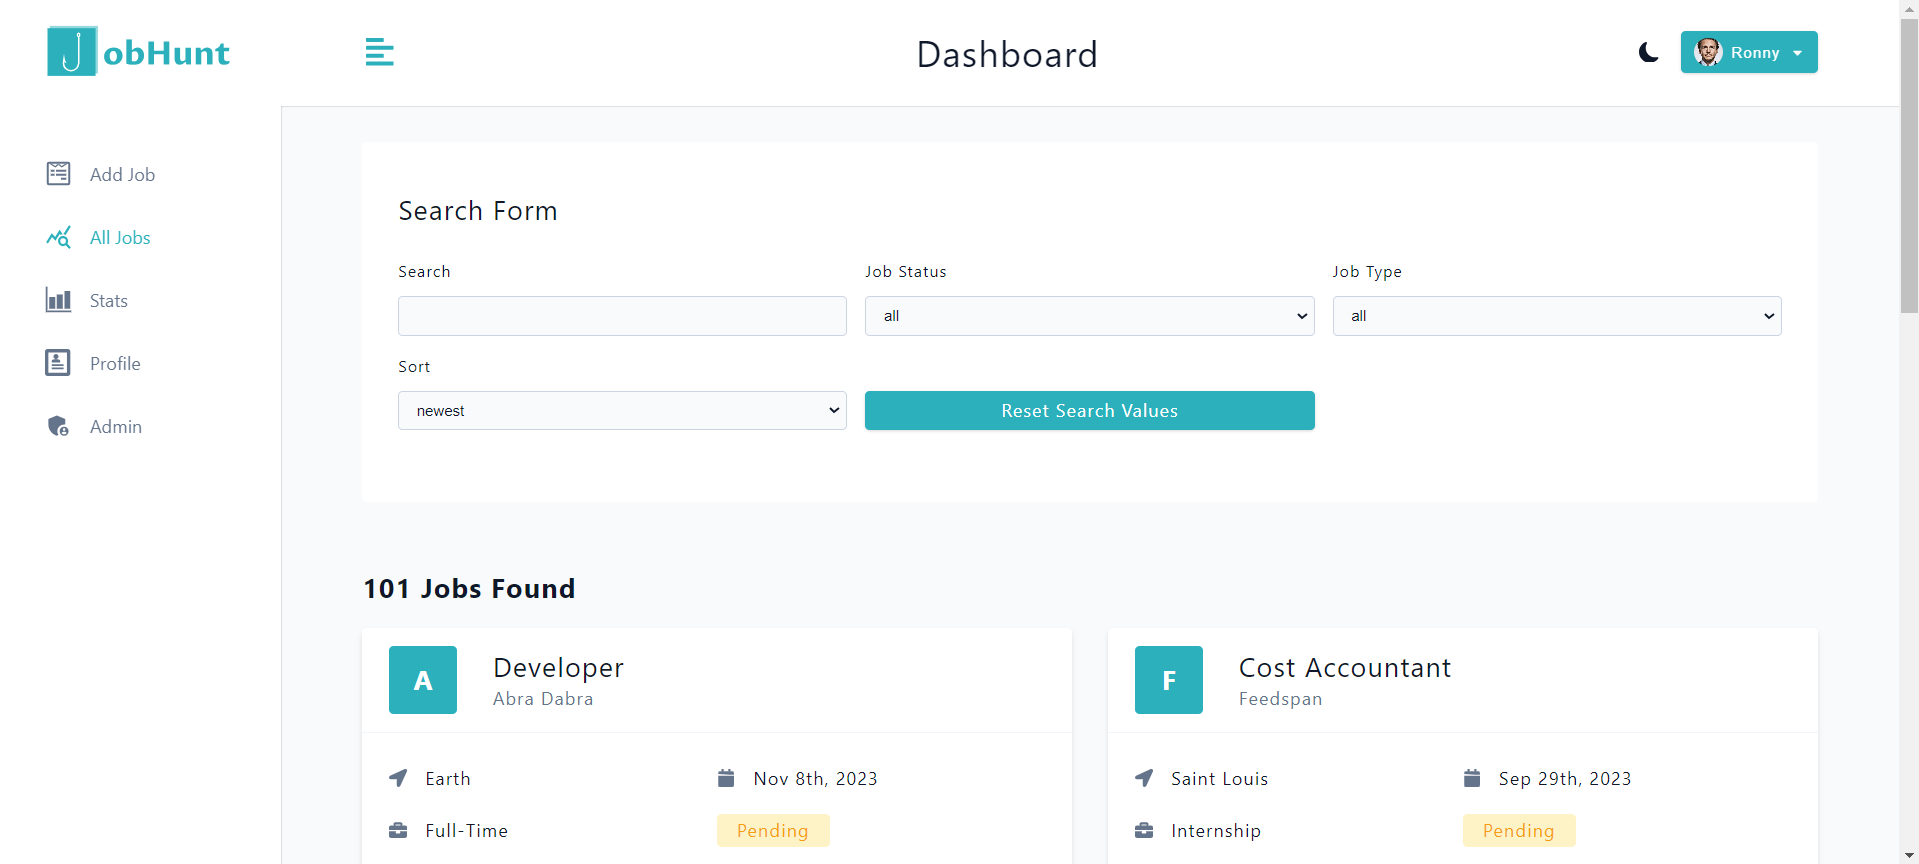 JobHunt
Dashboard
Ronny
Add Job
All Jobs
Stats
Profile
Admin
Search Form
Search
Job Status
Job Type
all
all
Sort
newest
Reset Search Values
101 Jobs Found
A
Developer
Abra Dabra
Earth
Nov 8th, 2023
Full-Time
Pending
F
Cost Accountant
Feedspan
Saint Louis
Sep 29th, 2023
Internship
Pending